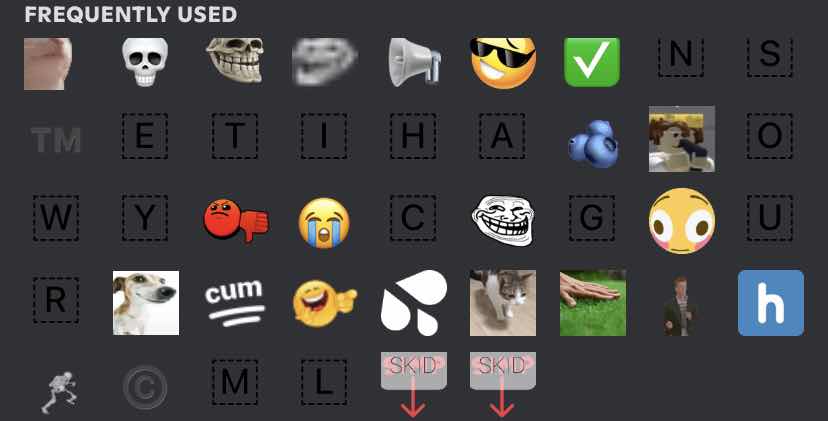 FREQUENTLY USED
N S
TM E T I H A O
W Y C G U
R cum h
© M L SKID SKID